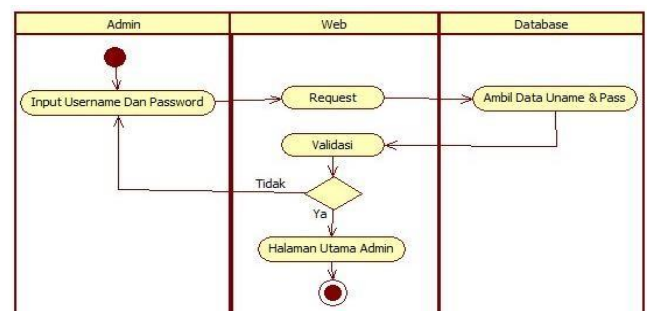 Admin
Web
Database
Input Username Dan Password
Request
Ambil Data Uname & Pass
Validasi
Tidak
Ya
Halaman Utama Admin